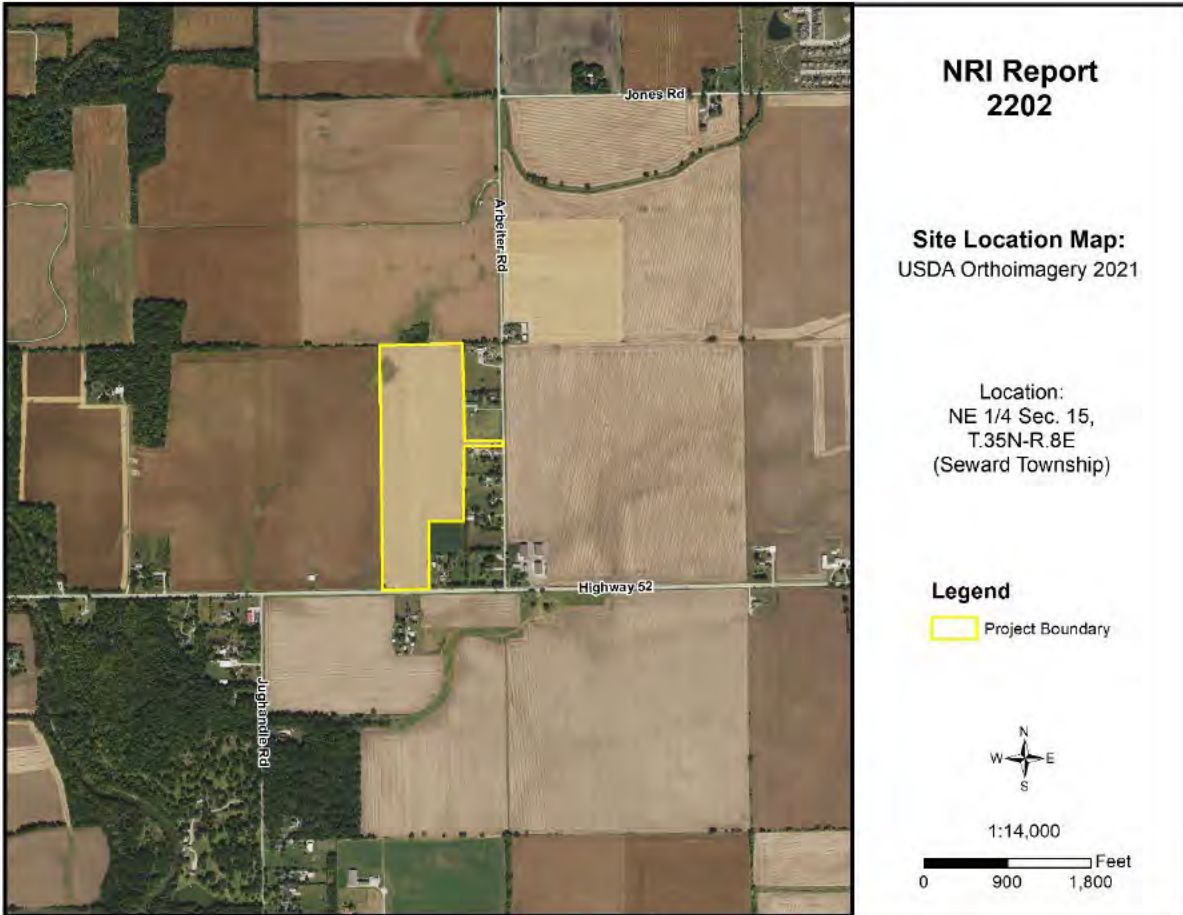 Jones Rd
Arbeiter Rd
Highway 52
Jughandle Rd
NRI Report
2202
Site Location Map:
USDA Orthoimagery 2021
Location:
NE 1/4 Sec. 15,
T.35N-R.8E
(Seward Township)
Legend
Project Boundary
N
W E
S
1:14,000
Feet
0 900 1,800